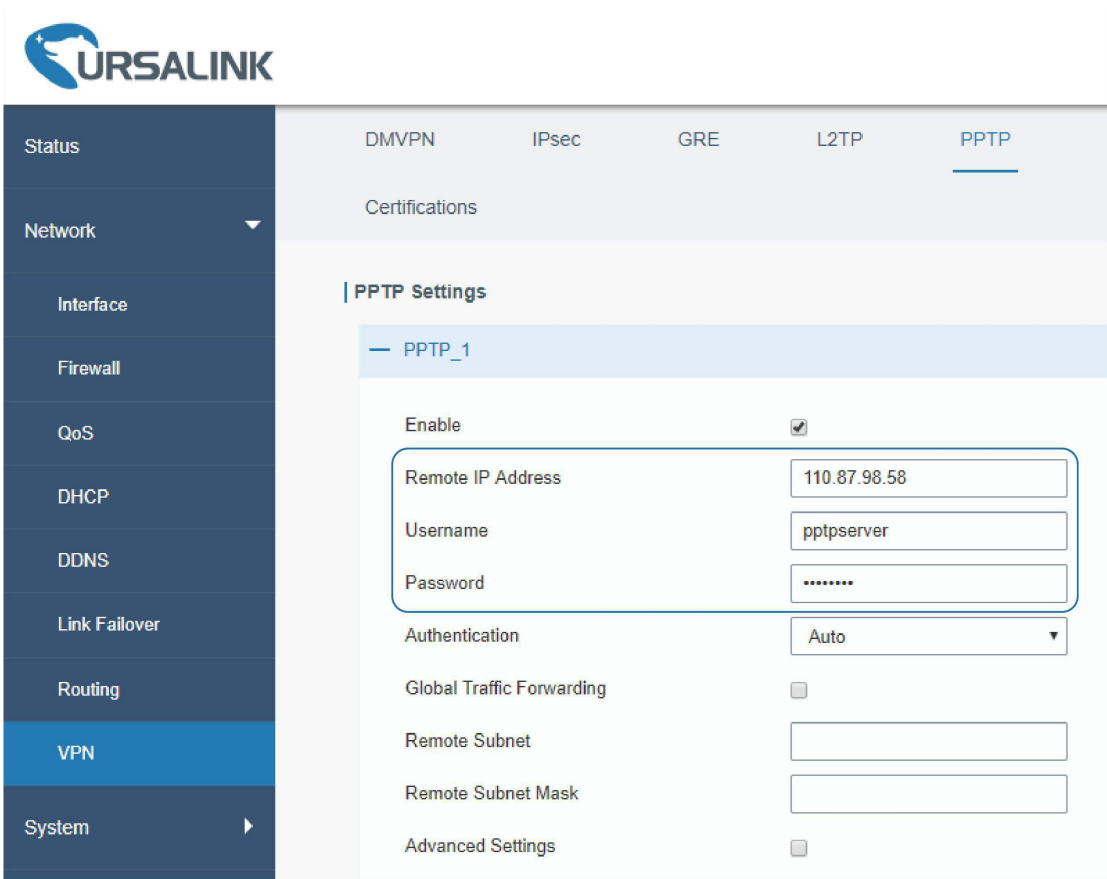 URSALINK
Status
Network
Interface
Firewall
QoS
DHCP
DDNS
Link Failover
Routing
VPN
System
DMVPN IPsec GRE L2TP PPTP
Certifications
PPTP Settings
PPTP_1
Enable
Remote IP Address 110.87.98.58
Username pptpserver
Password ••••••••
Authentication Auto
Global Traffic Forwarding
Remote Subnet
Remote Subnet Mask
Advanced Settings